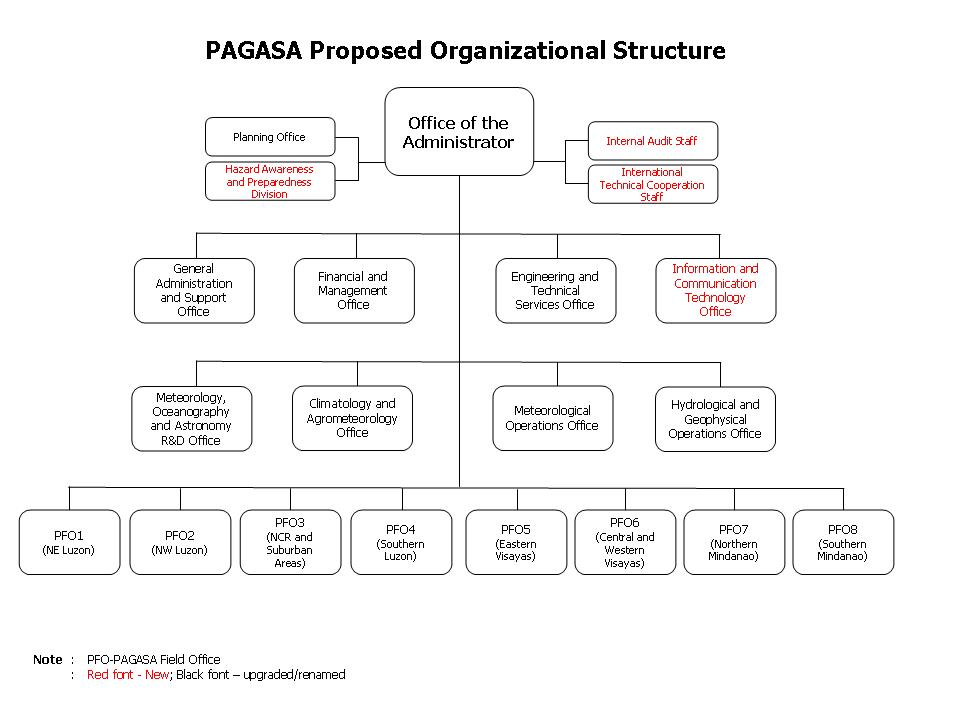 PAGASA Proposed Organizational Structure
Office of the
Administrator
Planning Office
Hazard Awareness
and Preparedness
Division
Internal Audit Staff
International
Technical Cooperation
Staff
General
Administration
and Support
Office
Financial and
Management
Office
Engineering and
Technical
Services Office
Information and
Communication
Technology
Office
Meteorology,
Oceanography
and Astronomy
R&D Office
Climatology and
Agrometeorology
Office
Meteorological
Operations Office
Hydrological and
Geophysical
Operations Office
PFO1
(NE Luzon)
PFO2
(NW Luzon)
PFO3
(NCR and
Suburban
Areas)
PFO4
(Southern
Luzon)
PFO5
(Eastern
Visayas)
PFO6
(Central and
Western
Visayas)
PFO7
(Northern
Mindanao)
PFO8
(Southern
Mindanao)
Note : PFO-PAGASA Field Office
: Red font - New; Black font – upgraded/renamed